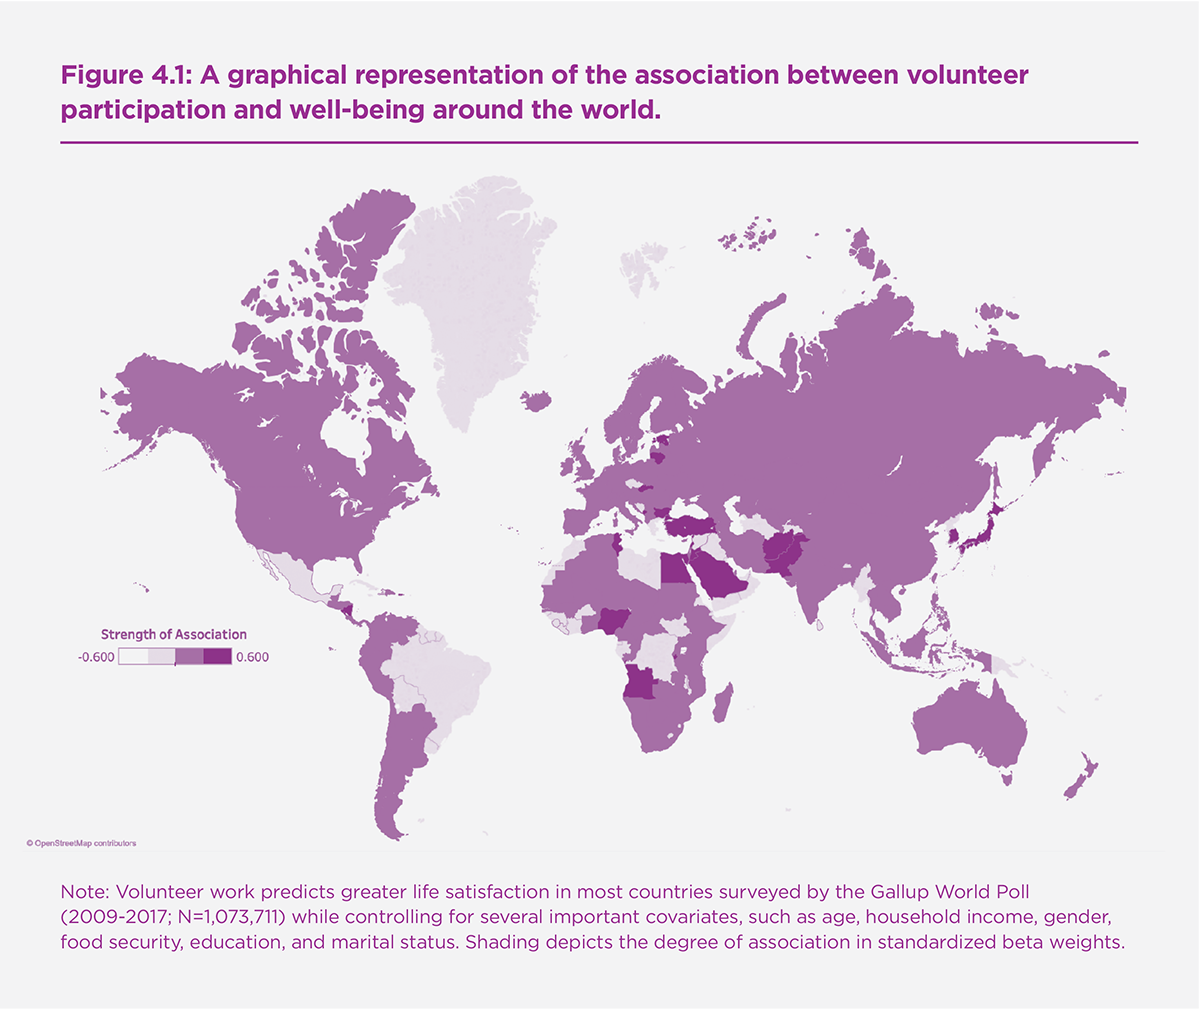 Figure 4.1: A graphical representation of the association between volunteer
participation and well-being around the world.
Strength of Association
-0.600 0.600
© OpenStreetMap contributors
Note: Volunteer work predicts greater life satisfaction in most countries surveyed by the Gallup World Poll
(2009-2017; N=1,073,711) while controlling for several important covariates, such as age, household income, gender,
food security, education, and marital status. Shading depicts the degree of association in standardized beta weights.